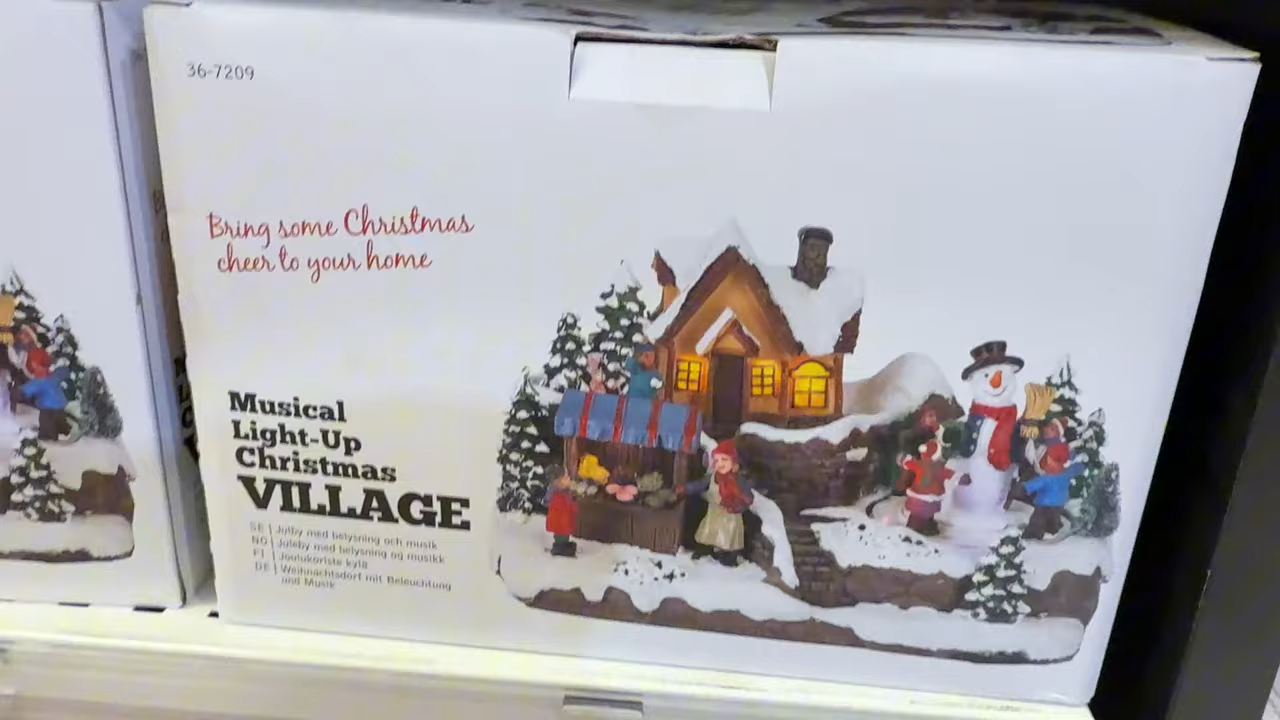 36-7209
Bring some Christmas
cheer to your home
Musical
Light-Up
Christmas
VILLAGE
SE | Julby med belysning och musik
NO | Juleby med belysning og musikk
FI | Joulukoriste kylä
DE | Weihnachtsdorf mit Beleuchtung
und Musik